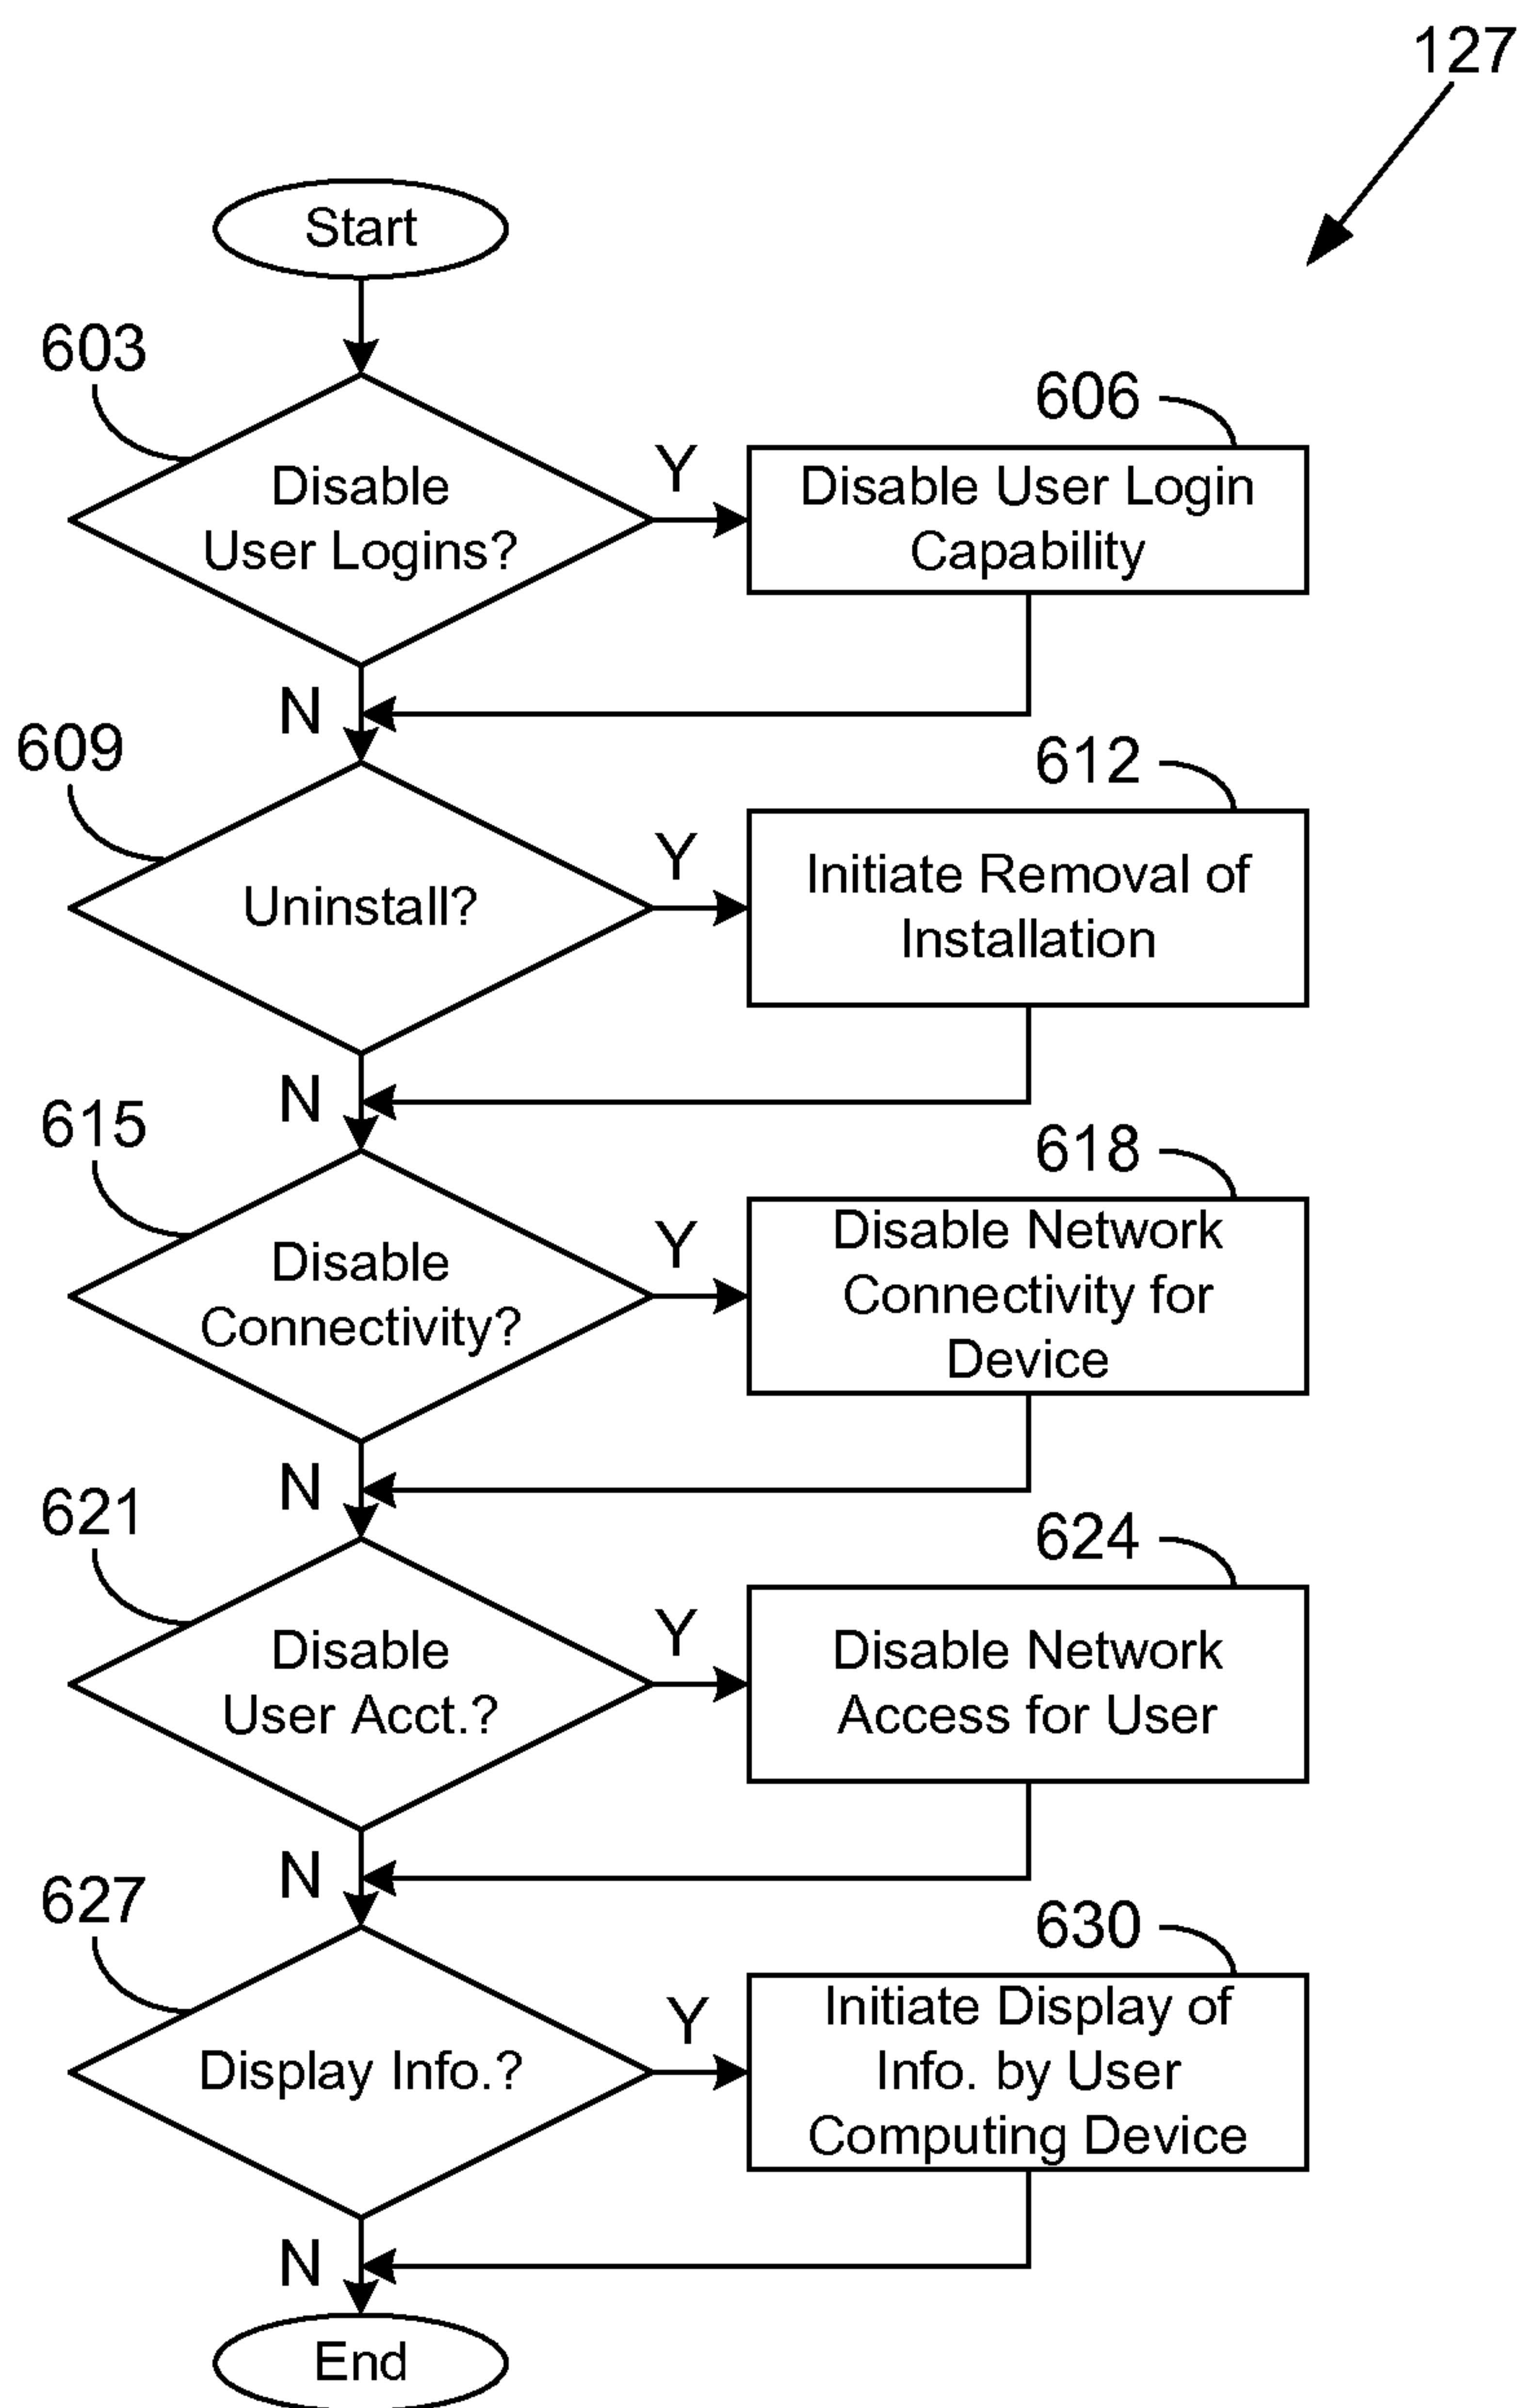 127
Start
603
Disable
User Logins?
Y
606
Disable User Login
Capability
N
609
Uninstall?
Y
612
Initiate Removal of
Installation
N
615
Disable
Connectivity?
Y
618
Disable Network
Connectivity for
Device
N
621
Disable
User Acct.?
Y
624
Disable Network
Access for User
N
627
Display Info.?
Y
630
Initiate Display of
Info. by User
Computing Device
N
End